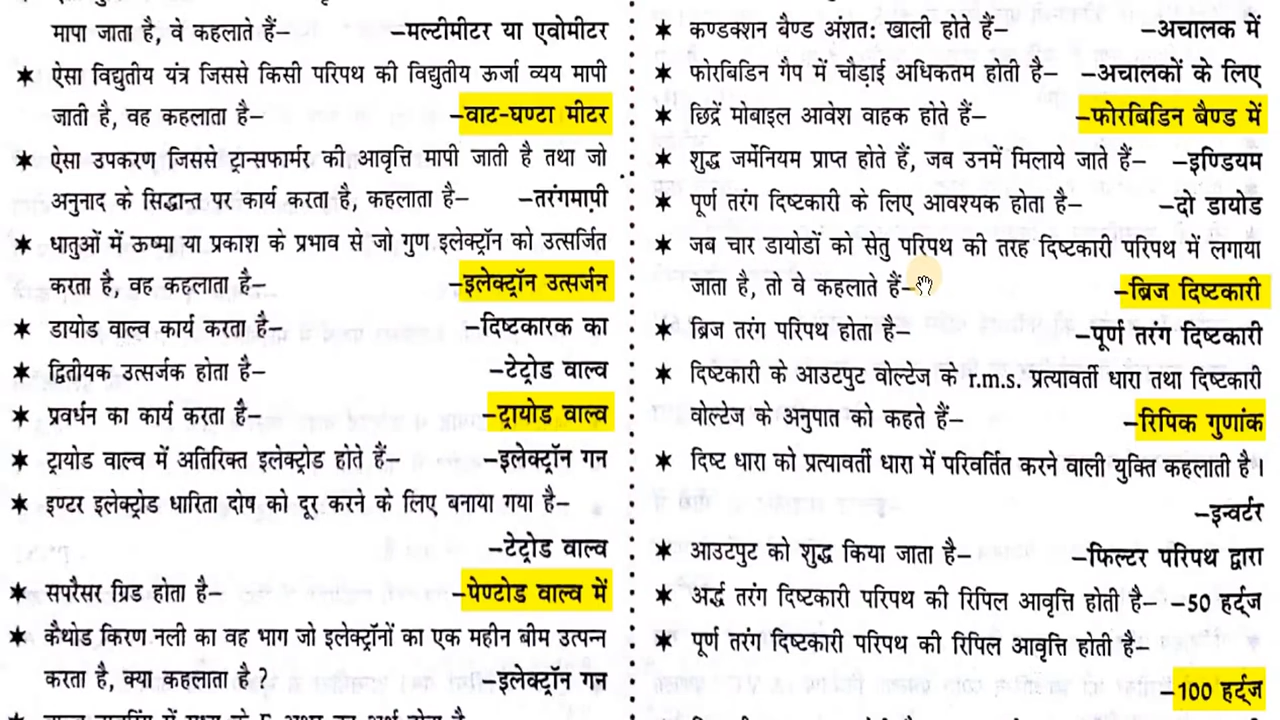 मापा जाता है, वे कहलाते हैं– –मल्टीमीटर या एवोमीटर
★ ऐसा विद्युतीय यंत्र जिससे किसी परिपथ की विद्युतीय ऊर्जा व्यय मापी
जाती है, वह कहलाता है– –वाट-घण्टा मीटर
★ ऐसा उपकरण जिससे ट्रान्सफार्मर की आवृत्ति मापी जाती है तथा जो
अनुनाद के सिद्धान्त पर कार्य करता है, कहलाता है– –तरंगमापी
★ धातुओं में ऊष्मा या प्रकाश के प्रभाव से जो गुण इलेक्ट्रॉन को उत्सर्जित
करता है, वह कहलाता है– –इलेक्ट्रॉन उत्सर्जन
★ डायोड वाल्व कार्य करता है– –दिष्टकारक का
★ द्वितीयक उत्सर्जक होता है– –टेट्रोड वाल्व
★ प्रवर्धन का कार्य करता है– –ट्रायोड वाल्व
★ ट्रायोड वाल्व में अतिरिक्त इलेक्ट्रोड होते हैं– –इलेक्ट्रॉन गन
★ इण्टर इलेक्ट्रोड धारिता दोष को दूर करने के लिए बनाया गया है–
–टेट्रोड वाल्व
★ सपरैसर ग्रिड होता है– –पेण्टोड वाल्व में
★ कैथोड किरण नली का वह भाग जो इलेक्ट्रॉनों का एक महीन बीम उत्पन्न
करता है, क्या कहलाता है? –इलेक्ट्रॉन गन
कण्डक्शन बैण्ड अंशत: खाली होते हैं– –अचालक में
★ फोरबिडिन गैप में चौड़ाई अधिकतम होती है– –अचालकों के लिए
★ छिद्रें मोबाइल आवेश वाहक होते हैं– –फोरबिडिन बैण्ड में
★ शुद्ध जर्मेनियम प्राप्त होते हैं, जब उनमें मिलाये जाते हैं– –इण्डियम
★ पूर्ण तरंग दिष्टकारी के लिए आवश्यक होता है– –दो डायोड
★ जब चार डायोडों को सेतु परिपथ की तरह दिष्टकारी परिपथ में लगाया
जाता है, तो वे कहलाते हैं– –ब्रिज दिष्टकारी
★ ब्रिज तरंग परिपथ होता है– –पूर्ण तरंग दिष्टकारी
★ दिष्टकारी के आउटपुट वोल्टेज के r.m.s. प्रत्यावर्ती धारा तथा दिष्टकारी
वोल्टेज के अनुपात को कहते हैं– –रिपिक गुणांक
★ दिष्ट धारा को प्रत्यावर्ती धारा में परिवर्तित करने वाली युक्ति कहलाती है।
–इन्वर्टर
★ आउटपुट को शुद्ध किया जाता है– –फिल्टर परिपथ द्वारा
★ अर्द्ध तरंग दिष्टकारी परिपथ की रिपिल आवृत्ति होती है– –50 हर्ट्ज
★ पूर्ण तरंग दिष्टकारी परिपथ की रिपिल आवृत्ति होती है–
–100 हर्ट्ज